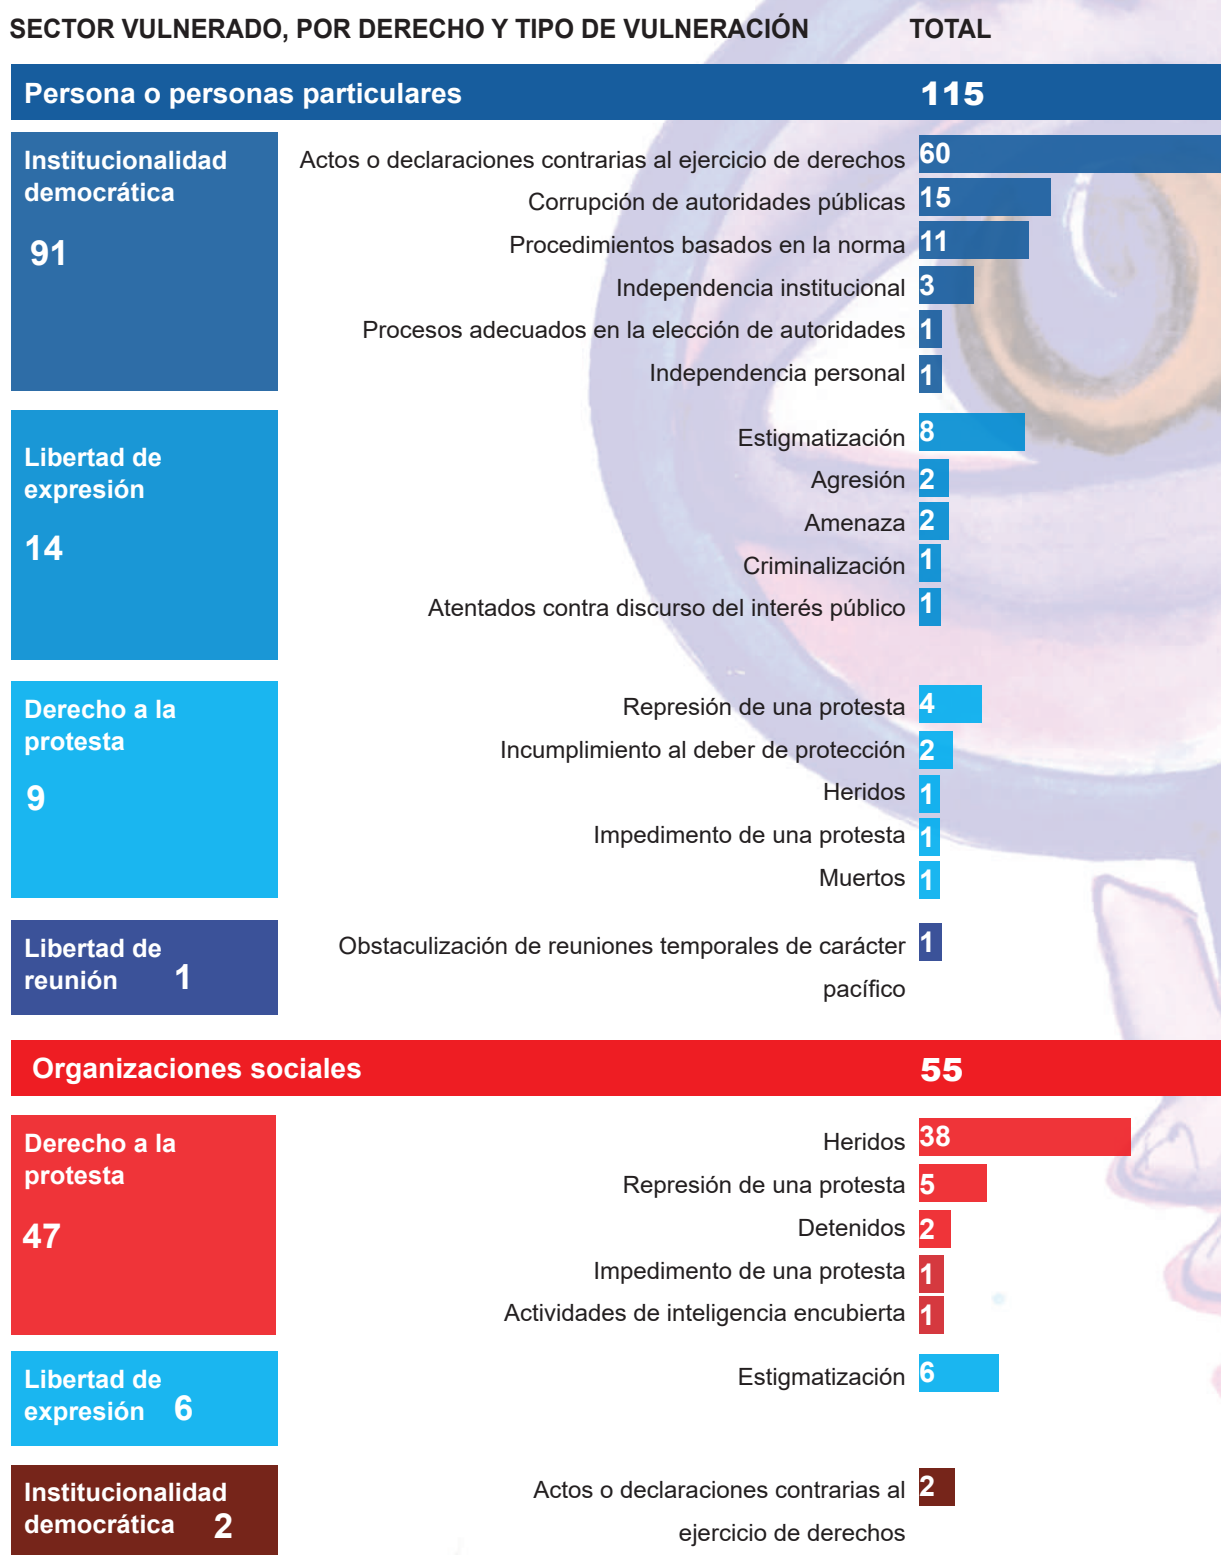 SECTOR VULNERADO, POR DERECHO Y TIPO DE VULNERACIÓN TOTAL
Persona o personas particulares 115
Institucionalidad
democrática
91
Actos o declaraciones contrarias al ejercicio de derechos 60
Corrupción de autoridades públicas 15
Procedimientos basados en la norma 11
Independencia institucional 3
Procesos adecuados en la elección de autoridades 1
Independencia personal 1
Libertad de
expresión
14
Estigmatización 8
Agresión 2
Amenaza 2
Criminalización 1
Atentados contra discurso del interés público 1
Derecho a la
protesta
9
Represión de una protesta 4
Incumplimiento al deber de protección 2
Heridos 1
Impedimento de una protesta 1
Muertos 1
Libertad de
reunión 1
Obstaculización de reuniones temporales de carácter 1
pacífico
Organizaciones sociales 55
Derecho a la
protesta
47
Heridos 38
Represión de una protesta 5
Detenidos 2
Impedimento de una protesta 1
Actividades de inteligencia encubierta 1
Libertad de
expresión 6
Estigmatización 6
Institucionalidad
democrática 2
Actos o declaraciones contrarias al 2
ejercicio de derechos